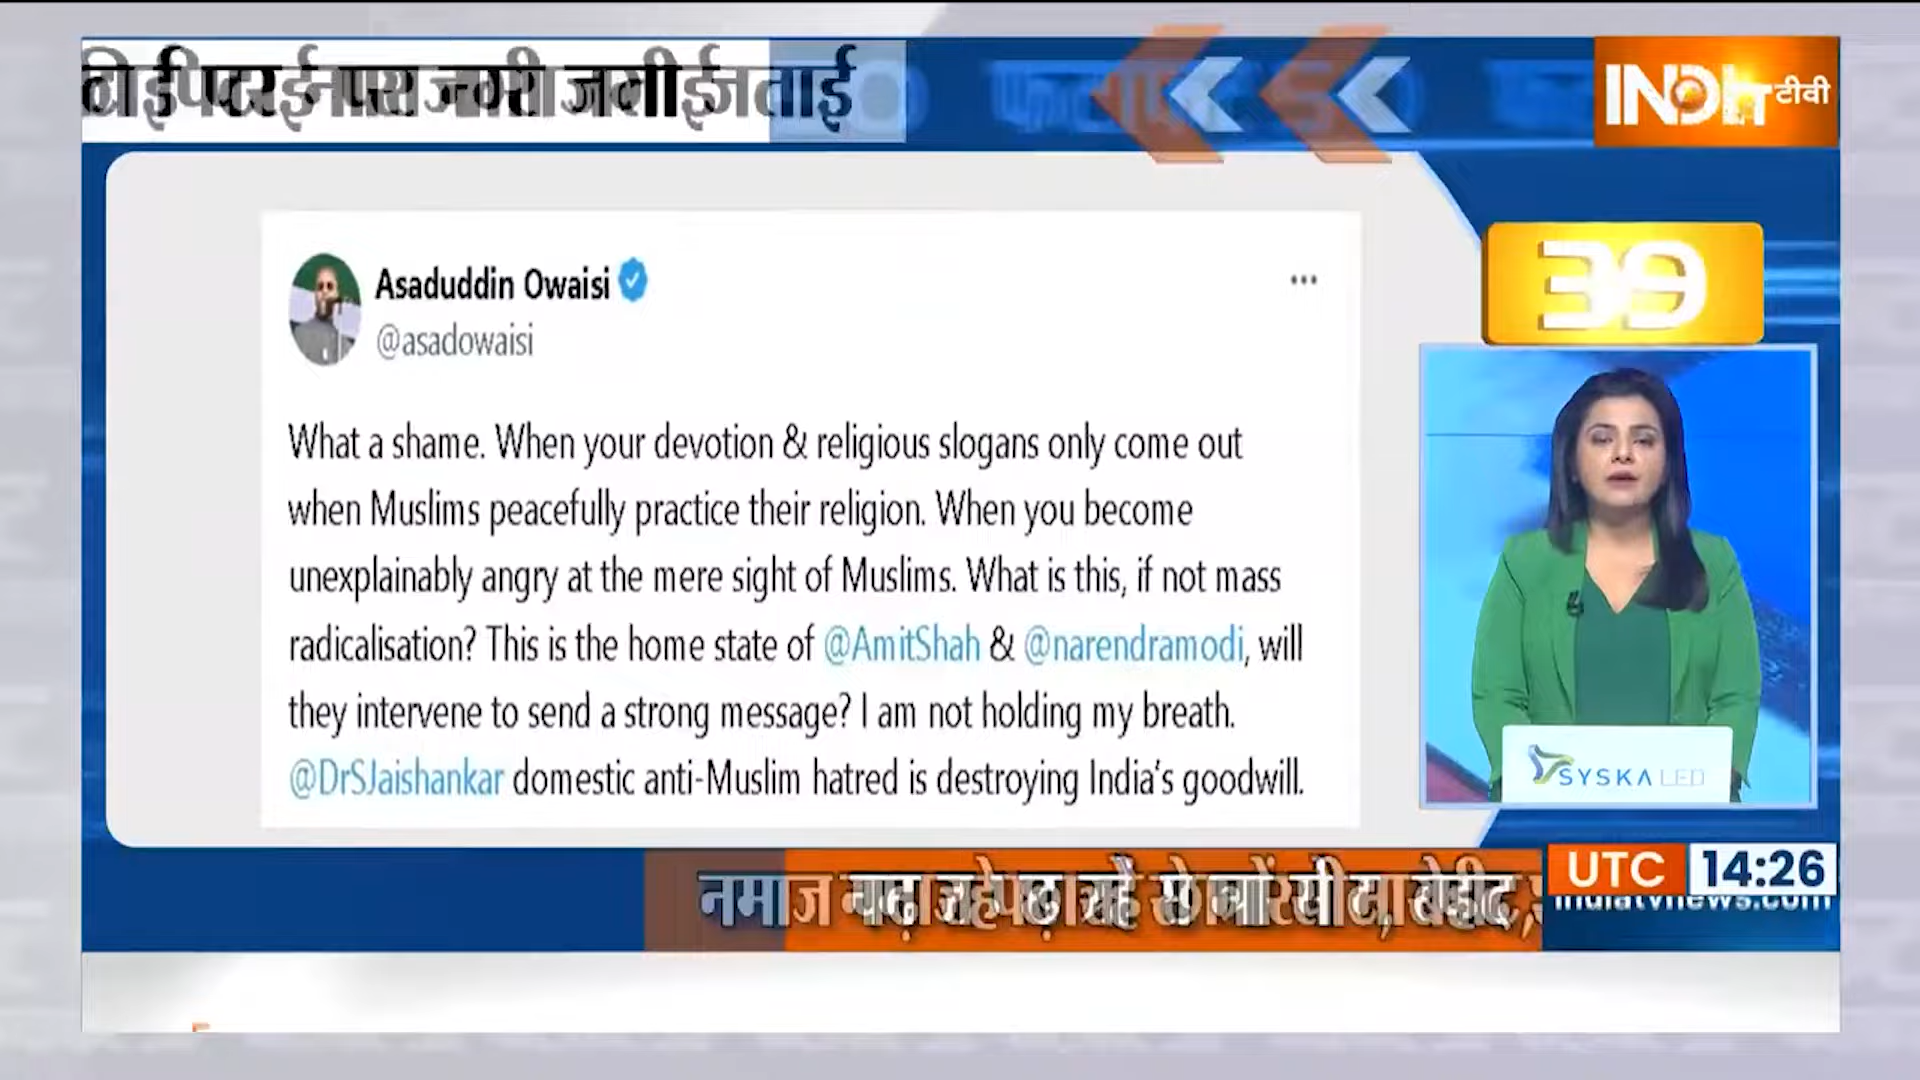 INDIA टीवी
39
Asaduddin Owaisi
@asadowaisi
What a shame. When your devotion & religious slogans only come out
when Muslims peacefully practice their religion. When you become
unexplainably angry at the mere sight of Muslims. What is this, if not mass
radicalisation? This is the home state of @AmitShah & @narendramodi, will
they intervene to send a strong message? I am not holding my breath.
@DrSJaishankar domestic anti-Muslim hatred is destroying India's goodwill.
SYSKA LED
नमाज
UTC 14:26
indiatvnews.com